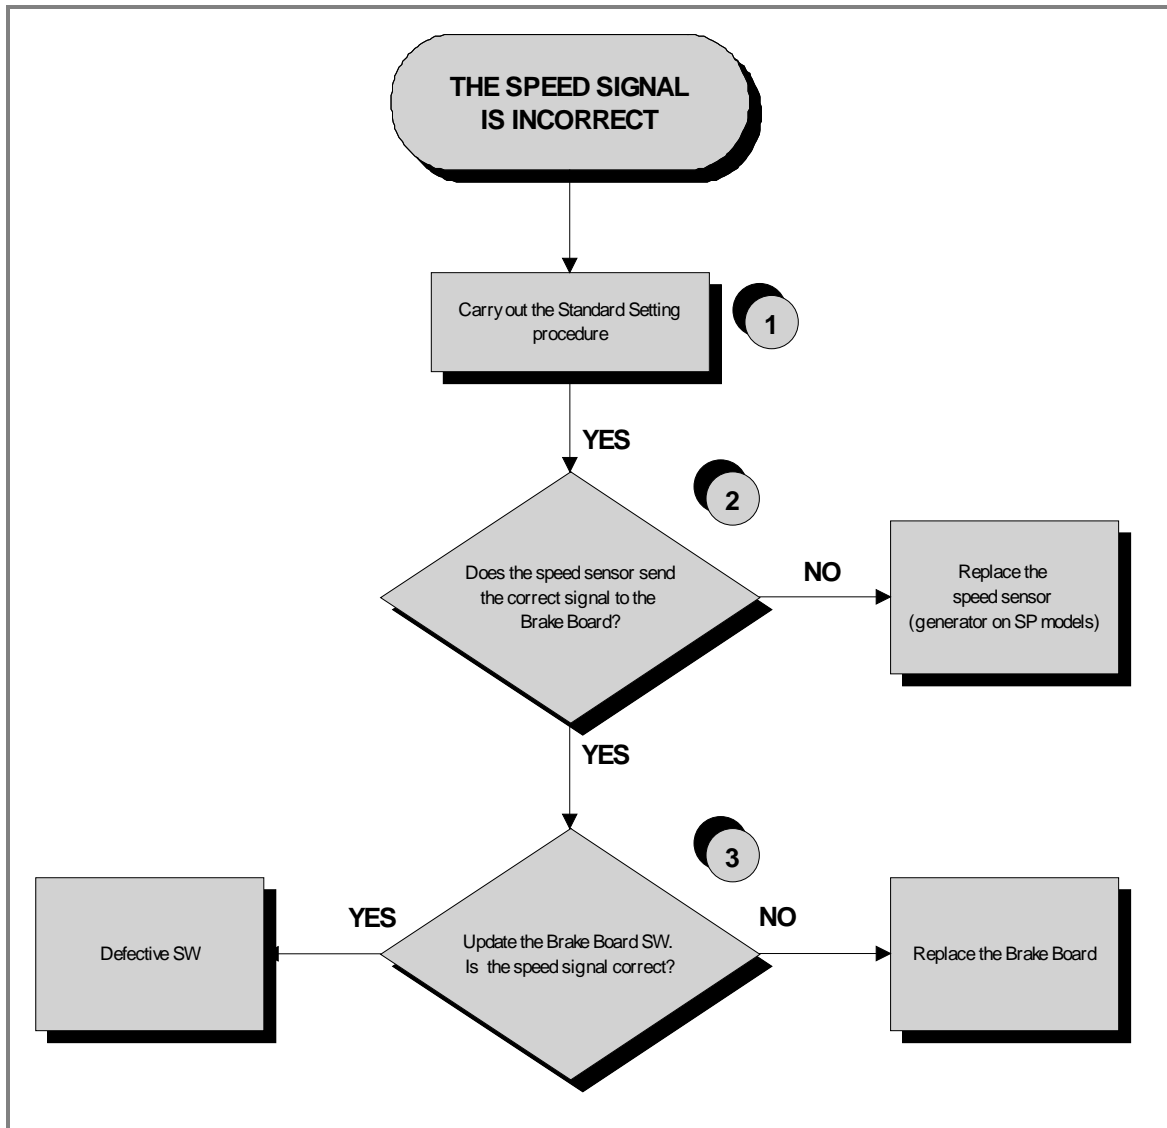 THE SPEED SIGNAL
IS INCORRECT
Carry out the Standard Setting
procedure
1
YES
2
Does the speed sensor send
the correct signal to the
Brake Board?
NO
Replace the
speed sensor
(generator on SP models)
YES
3
Update the Brake Board SW.
Is the speed signal correct?
YES
Defective SW
NO
Replace the Brake Board